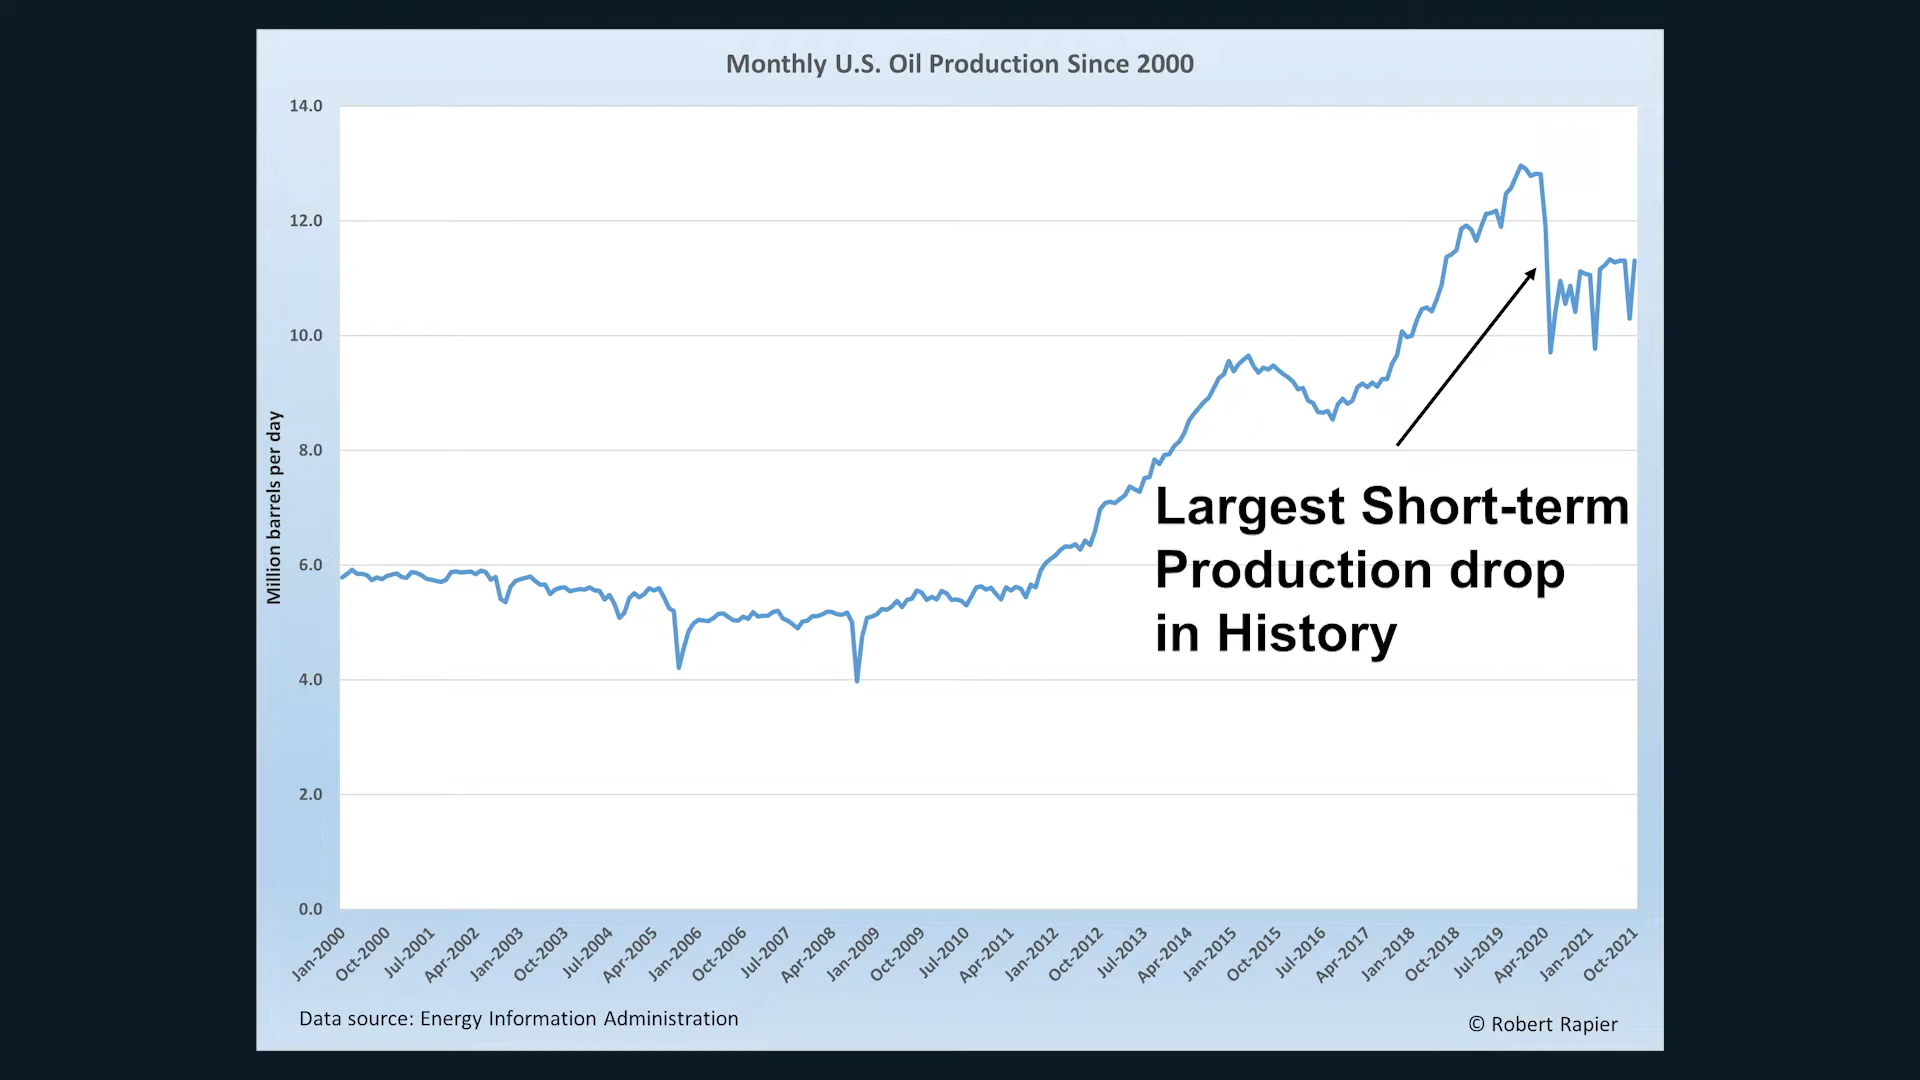 Monthly U.S. Oil Production Since 2000
14.0
12.0
10.0
8.0
6.0
4.0
2.0
0.0
Million barrels per day
Largest Short-term
Production drop
in History
Jan-2000
Oct-2000
Jul-2001
Apr-2002
Jan-2003
Oct-2003
Jul-2004
Apr-2005
Jan-2006
Oct-2006
Jul-2007
Apr-2008
Jan-2009
Oct-2009
Jul-2010
Apr-2011
Jan-2012
Oct-2012
Jul-2013
Apr-2014
Jan-2015
Oct-2015
Jul-2016
Apr-2017
Jan-2018
Oct-2018
Jul-2019
Apr-2020
Jan-2021
Oct-2021
Data source: Energy Information Administration
© Robert Rapier